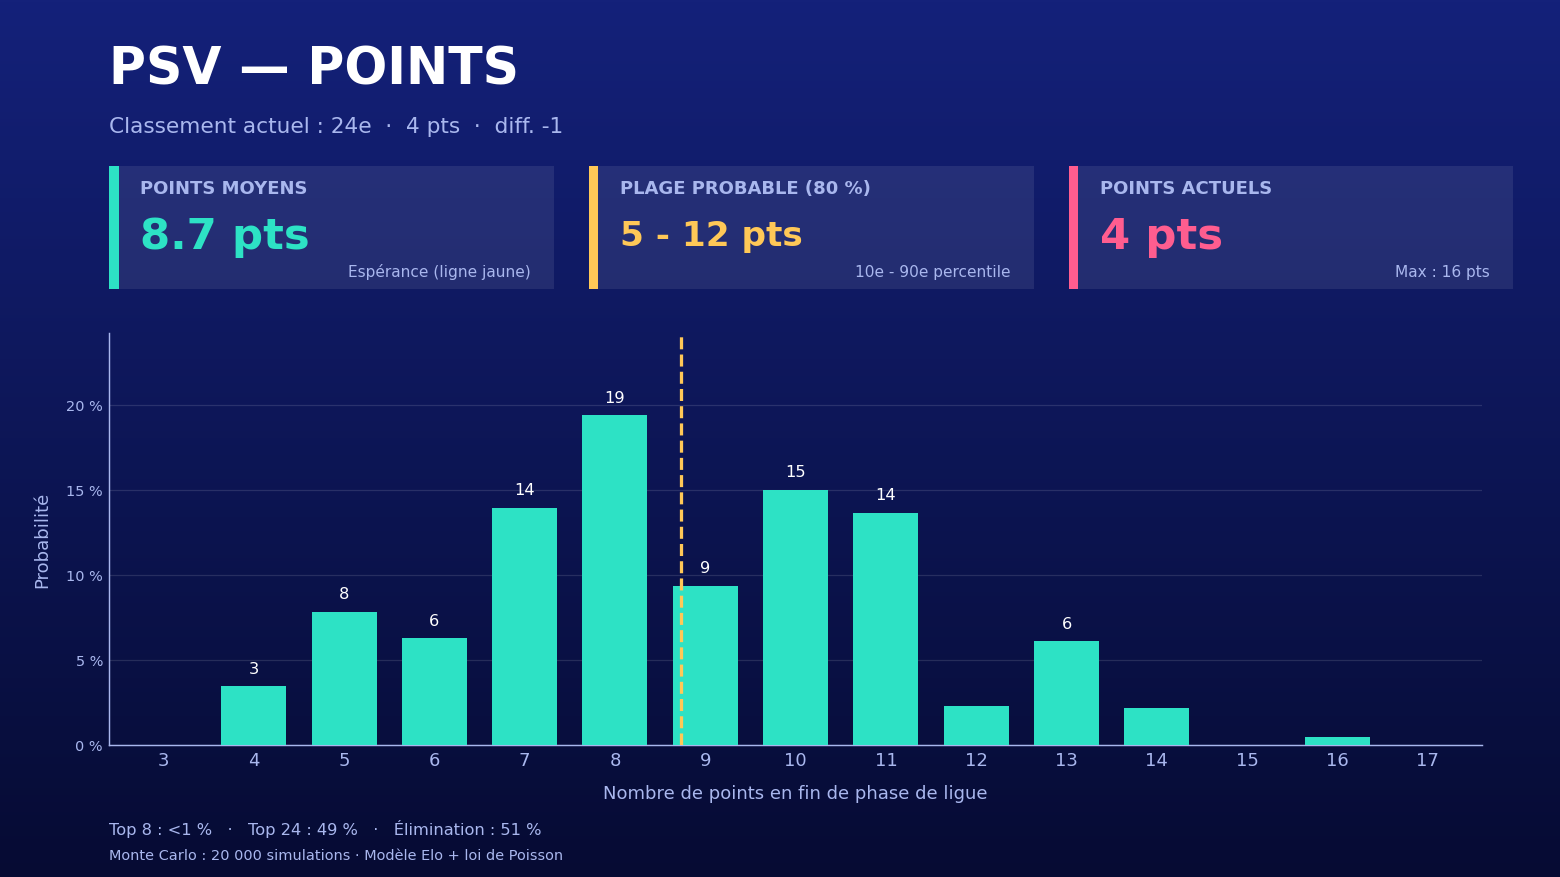 PSV — POINTS
Classement actuel : 24e · 4 pts · diff. -1
POINTS MOYENS
8.7 pts
Espérance (ligne jaune)
PLAGE PROBABLE (80 %)
5 - 12 pts
10e - 90e percentile
POINTS ACTUELS
4 pts
Max : 16 pts
Probabilité
20 %
15 %
10 %
5 %
0 %
3
8
6
14
19
9
15
14
6
3 4 5 6 7 8 9 10 11 12 13 14 15 16 17
Nombre de points en fin de phase de ligue
Top 8 : <1 % · Top 24 : 49 % · Élimination : 51 %
Monte Carlo : 20 000 simulations · Modèle Elo + loi de Poisson